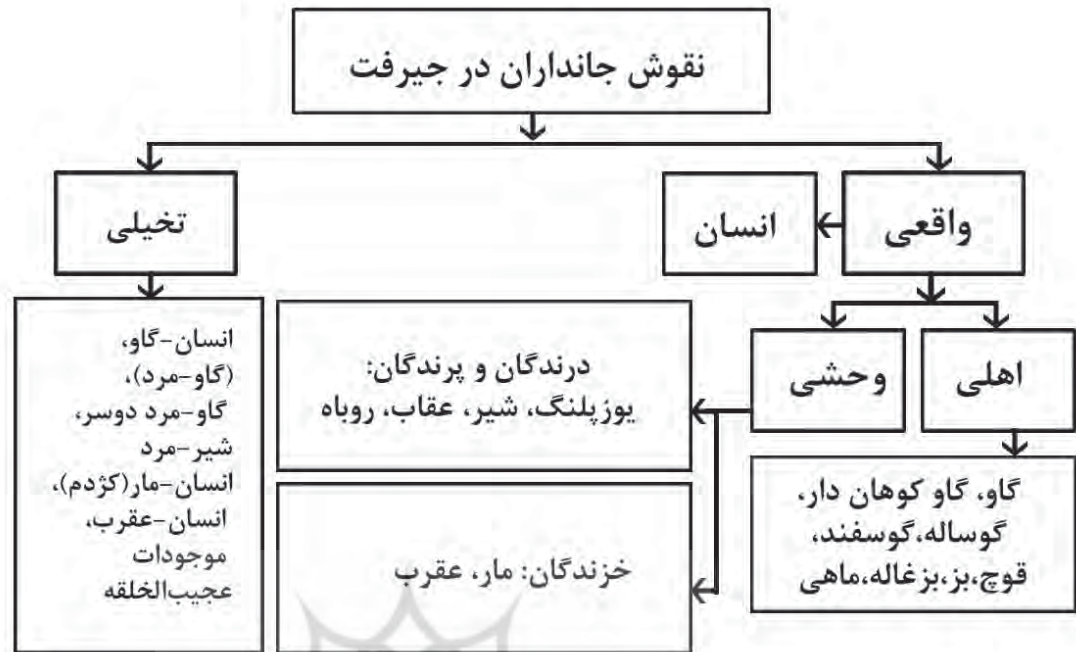 نقوش جانداران در جیرفت
واقعی
انسان
تخیلی
اهلی
وحشی
گاو، گاو کوهان دار،
گوساله،گوسفند،
قوچ،بز،بزغاله،ماهی
درندگان و پرندگان:
یوزپلنگ، شیر، عقاب، روباه
خزندگان: مار، عقرب
انسان-گاو،
(گاو-مرد)،
گاو-مرد دوسر،
شیر-مرد
انسان-مار(کژدم)،
انسان-عقرب،
موجودات
عجیب‌الخلقه